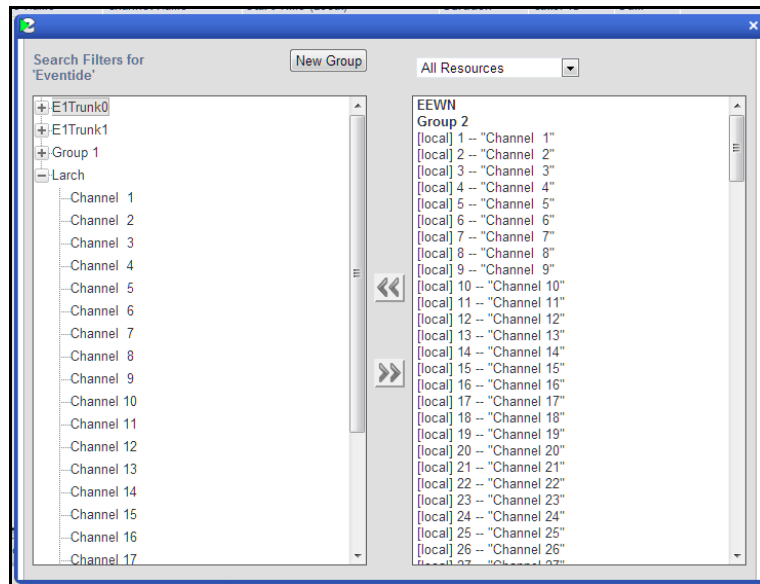 Search Filters for
'Eventide'
New Group
All Resources
E1Trunk0
E1Trunk1
Group 1
Larch
Channel 1
Channel 2
Channel 3
Channel 4
Channel 5
Channel 6
Channel 7
Channel 8
Channel 9
Channel 10
Channel 11
Channel 12
Channel 13
Channel 14
Channel 15
Channel 16
Channel 17
EEWN
Group 2
[local] 1 -- "Channel 1"
[local] 2 -- "Channel 2"
[local] 3 -- "Channel 3"
[local] 4 -- "Channel 4"
[local] 5 -- "Channel 5"
[local] 6 -- "Channel 6"
[local] 7 -- "Channel 7"
[local] 8 -- "Channel 8"
[local] 9 -- "Channel 9"
[local] 10 -- "Channel 10"
[local] 11 -- "Channel 11"
[local] 12 -- "Channel 12"
[local] 13 -- "Channel 13"
[local] 14 -- "Channel 14"
[local] 15 -- "Channel 15"
[local] 16 -- "Channel 16"
[local] 17 -- "Channel 17"
[local] 18 -- "Channel 18"
[local] 19 -- "Channel 19"
[local] 20 -- "Channel 20"
[local] 21 -- "Channel 21"
[local] 22 -- "Channel 22"
[local] 23 -- "Channel 23"
[local] 24 -- "Channel 24"
[local] 25 -- "Channel 25"
[local] 26 -- "Channel 26"
[local] 27 -- "Channel 27"